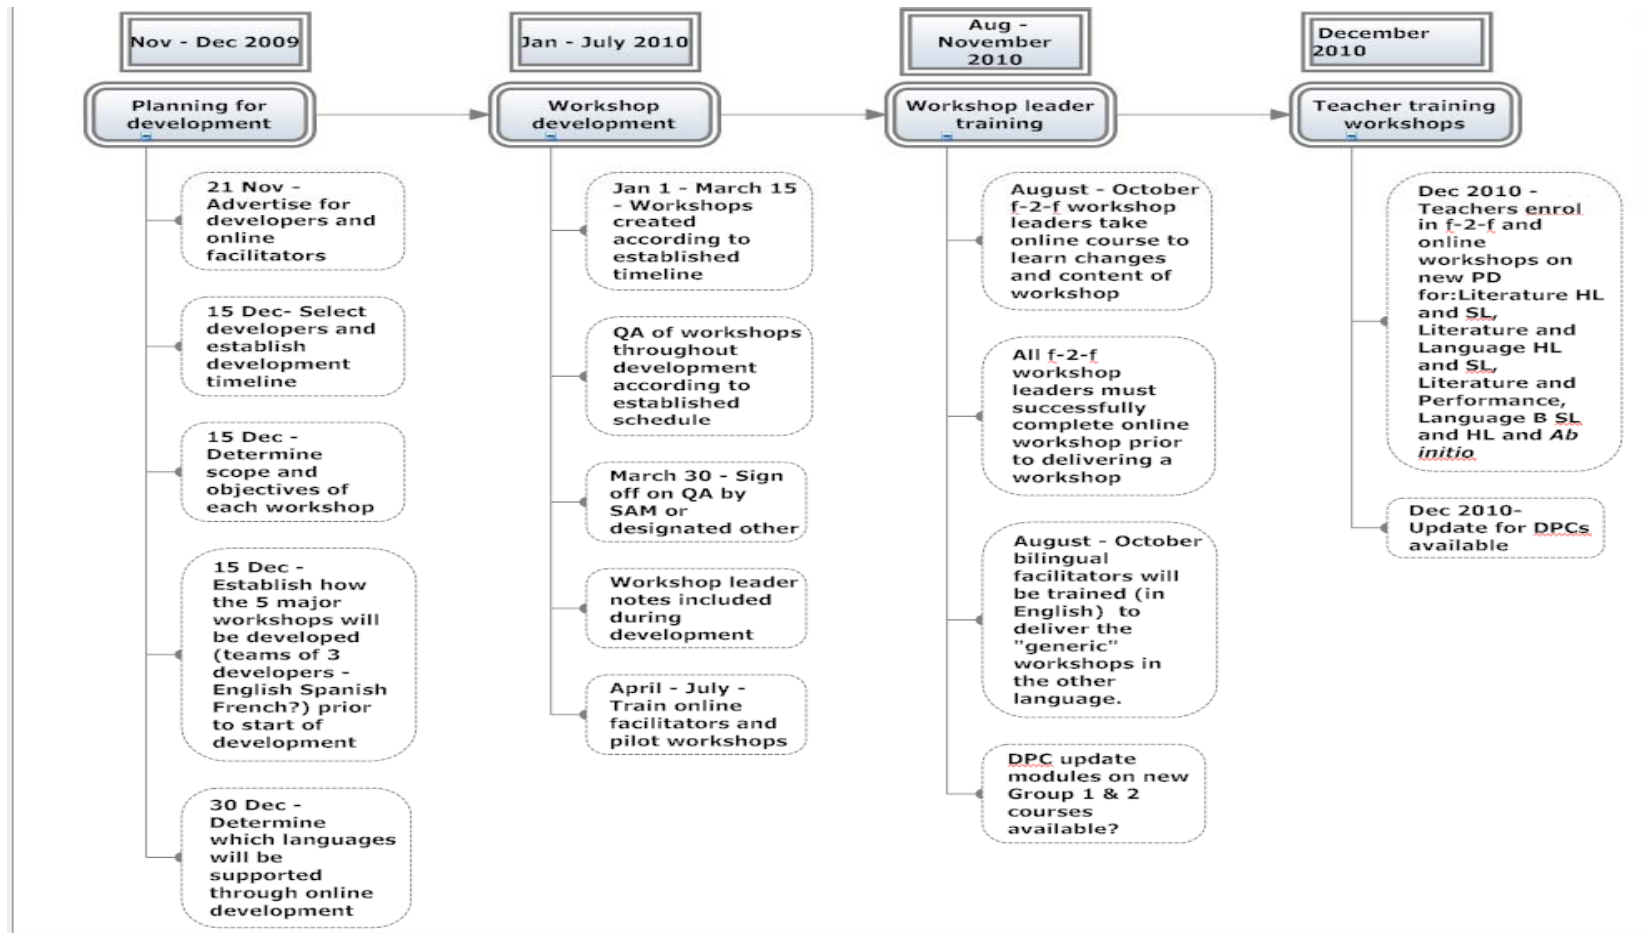 Nov - Dec 2009
Planning for
development
21 Nov -
Advertise for
developers and
online
facilitators
15 Dec- Select
developers and
establish
development
timeline
15 Dec -
Determine
scope and
objectives of
each workshop
15 Dec -
Establish how
the 5 major
workshops will
be developed
(teams of 3
developers -
English Spanish
French?) prior
to start of
development
30 Dec -
Determine
which languages
will be
supported
through online
development
Jan - July 2010
Workshop
development
Jan 1 - March 15
- Workshops
created
according to
established
timeline
QA of workshops
throughout
development
according to
established
schedule
March 30 - Sign
off on QA by
SAM or
designated other
Workshop leader
notes included
during
development
April - July -
Train online
facilitators and
pilot workshops
Aug -
November
2010
Workshop leader
training
August - October
f-2-f workshop
leaders take
online course to
learn changes
and content of
workshop
All f-2-f
workshop
leaders must
successfully
complete online
workshop prior
to delivering a
workshop
August - October
bilingual
facilitators will
be trained (in
English) to
deliver the
"generic"
workshops in
the other
language.
DPC update
modules on new
Group 1 & 2
courses
available?
December
2010
Teacher training
workshops
Dec 2010 -
Teachers enrol
in f-2-f and
online
workshops on
new PD
for:Literature HL
and SL,
Literature and
Language HL
and SL,
Literature and
Performance,
Language B SL
and HL and Ab
initio
Dec 2010-
Update for DPCs
available